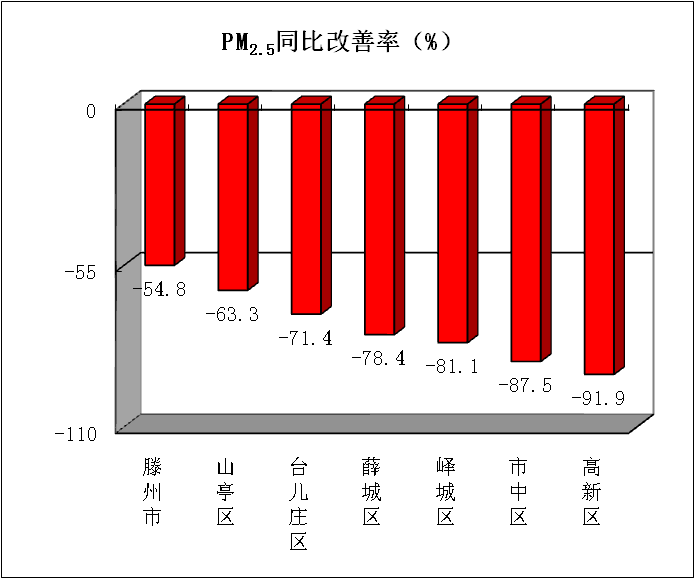 PM2.5同比改善率（%）
0
-55
-110
-54.8
-63.3
-71.4
-78.4
-81.1
-87.5
-91.9
滕州市
山亭区
台儿庄区
薛城区
峄城区
市中区
高新区